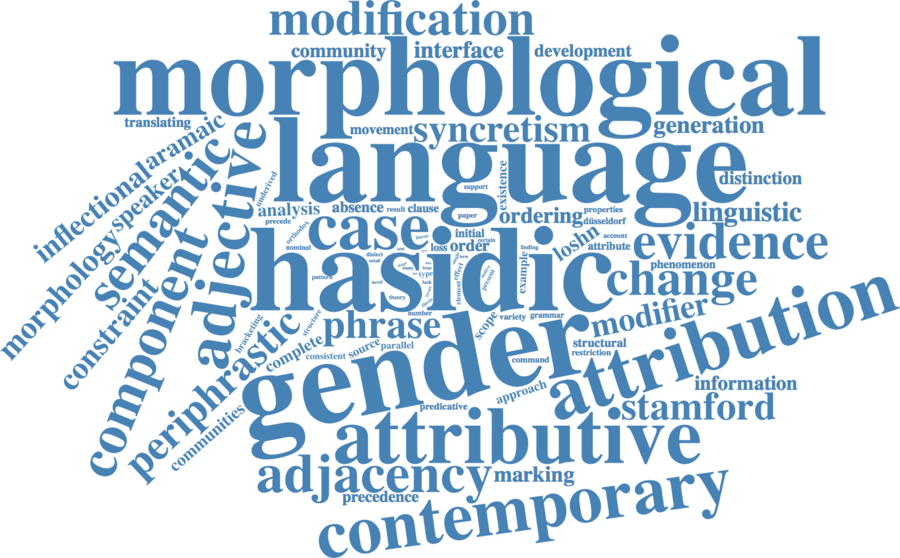 modification
community
interface
development
morphological
translating
movement
syncretism
generation
aramaic
inflectional
speaker
morphology
semantic
adjective
component
constraint
underived
language
distinction
support
existence
analysis
absence
result
clause
paper
ordering
properties
düsseldorf
linguistic
precede
orthodox
nominal
case
initial
certain
loss
order
loshn
account
attribute
evidence
finding
example
phenomenon
hasidic
change
dialect
type
lack
effect
element
present
novel
theory
pattern
number
scope
variety
grammar
modifier
attribution
bracketing
structure
phrase
periphrastic
complete
consistent
source
parallel
structural
restriction
command
gender
approach
information
stamford
communities
predicative
attributive
adjacency
marking
precedence
contemporary